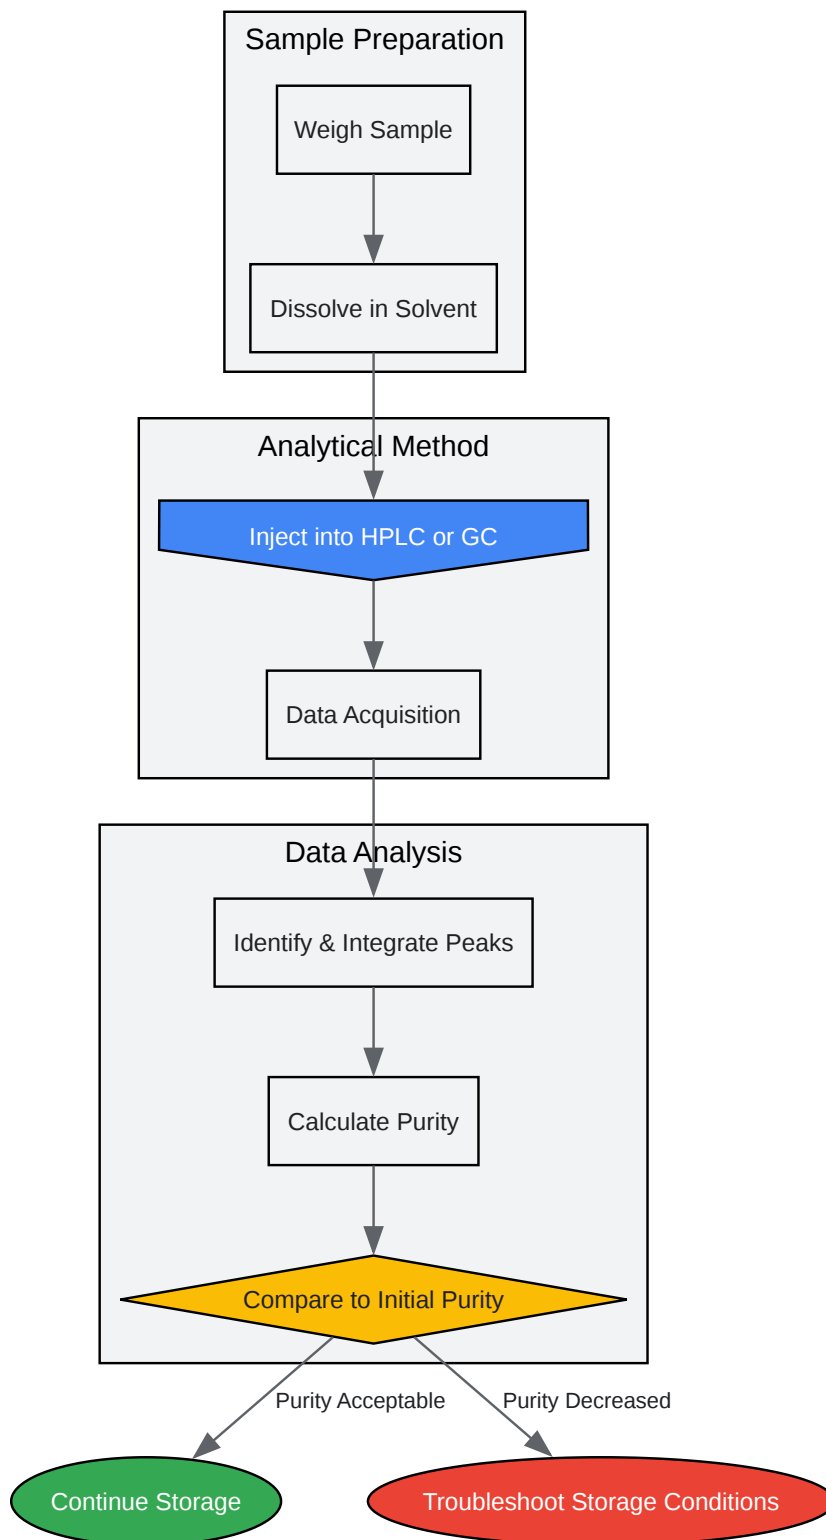 Sample Preparation
Weigh Sample
Dissolve in Solvent
Analytical Method
Inject into HPLC or GC
Data Acquisition
Data Analysis
Identify & Integrate Peaks
Calculate Purity
Compare to Initial Purity
Purity Acceptable
Purity Decreased
Continue Storage
Troubleshoot Storage Conditions